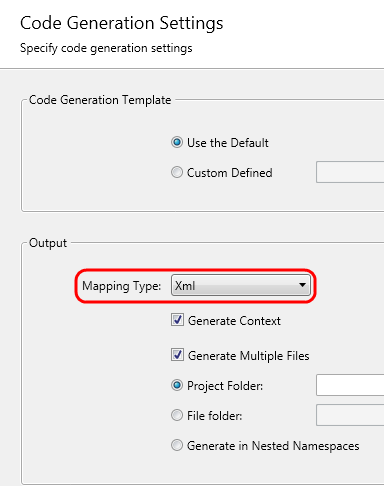 Code Generation Settings
Specify code generation settings
Code Generation Template
Use the Default
Custom Defined
Output
Mapping Type: Xml
Generate Context
Generate Multiple Files
Project Folder:
File folder:
Generate in Nested Namespaces